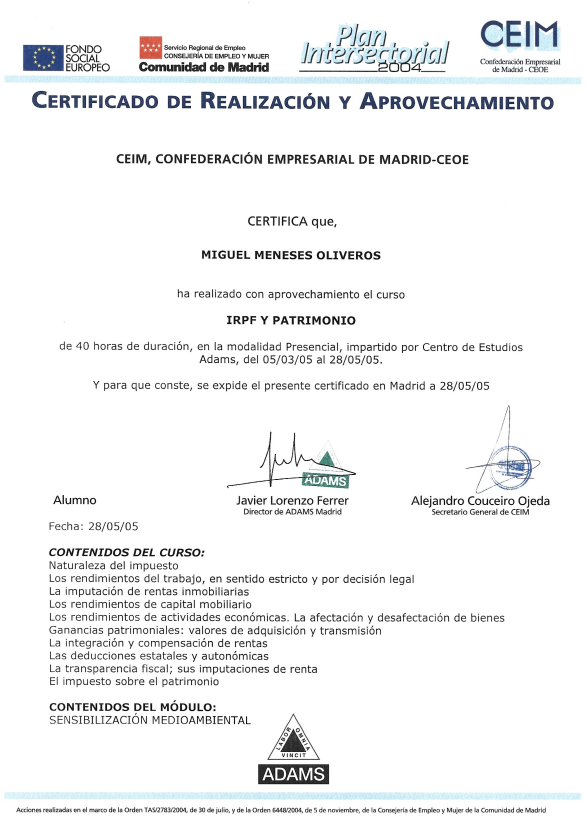 FONDO
SOCIAL
EUROPEO
Servicio Regional de Empleo
CONSEJERÍA DE EMPLEO Y MUJER
Comunidad de Madrid
Plan
Intersectorial
2004
CEIM
Confederación Empresarial
de Madrid - CEOE
CERTIFICADO DE REALIZACIÓN Y APROVECHAMIENTO
CEIM, CONFEDERACIÓN EMPRESARIAL DE MADRID-CEOE
CERTIFICA que,
MIGUEL MENESES OLIVEROS
ha realizado con aprovechamiento el curso
IRPF Y PATRIMONIO
de 40 horas de duración, en la modalidad Presencial, impartido por Centro de Estudios
Adams, del 05/03/05 al 28/05/05.
Y para que conste, se expide el presente certificado en Madrid a 28/05/05
ADAMS
Alumno
Javier Lorenzo Ferrer
Director de ADAMS Madrid
Alejandro Couceiro Ojeda
Secretario General de CEIM
Fecha: 28/05/05
CONTENIDOS DEL CURSO:
Naturaleza del impuesto
Los rendimientos del trabajo, en sentido estricto y por decisión legal
La imputación de rentas inmobiliarias
Los rendimientos de capital mobiliario
Los rendimientos de actividades económicas. La afectación y desafectación de bienes
Ganancias patrimoniales: valores de adquisición y transmisión
La integración y compensación de rentas
Las deducciones estatales y autonómicas
La transparencia fiscal; sus imputaciones de renta
El impuesto sobre el patrimonio
CONTENIDOS DEL MÓDULO:
SENSIBILIZACIÓN MEDIOAMBIENTAL
LABOR OMNIA
VINCIT
ADAMS
Acciones realizadas en el marco de la Orden TAS/2783/2004, de 30 de julio, y de la Orden 6448/2004, de 5 de noviembre, de la Consejería de Empleo y Mujer de la Comunidad de Madrid